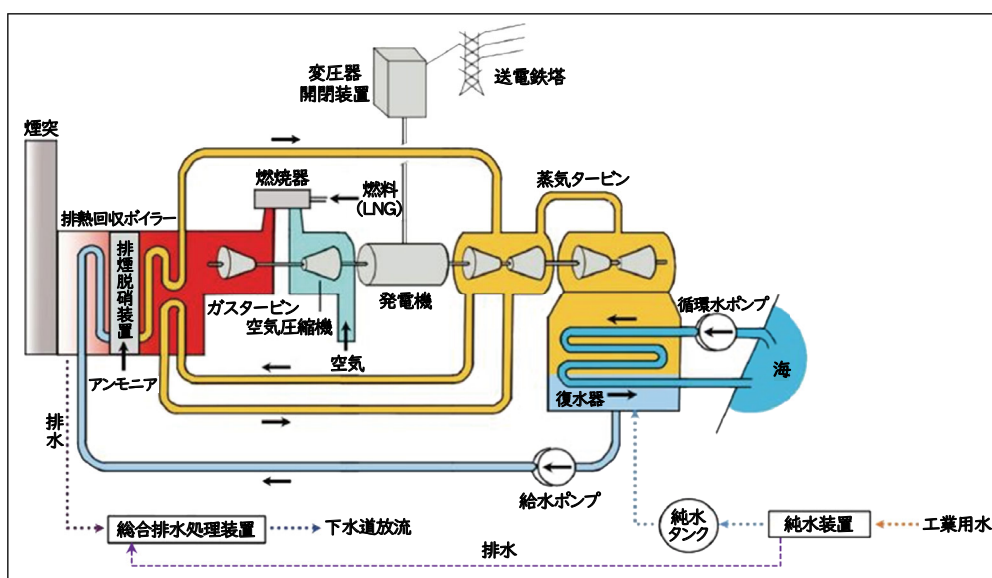 変圧器
開閉装置
送電鉄塔
煙突
燃焼器
燃料
(LNG)
蒸気タービン
排熱回収ボイラー
排煙脱硝装置
ガスタービン
空気圧縮機
発電機
循環水ポンプ
空気
海
アンモニア
復水器
排水
給水ポンプ
総合排水処理装置
下水道放流
純水
タンク
純水装置
工業用水
排水